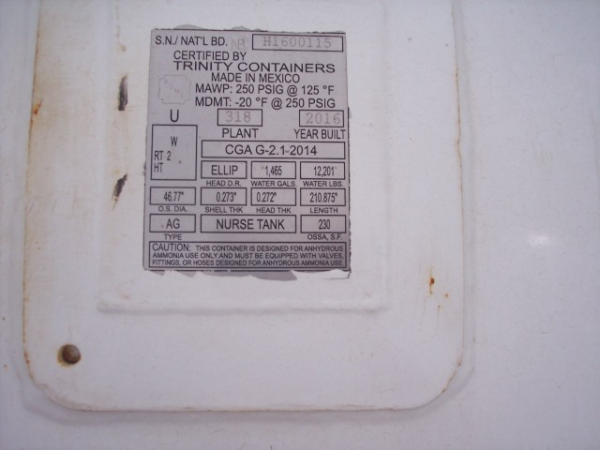 S.N./ NAT'L BD. NB H1600115
CERTIFIED BY
TRINITY CONTAINERS
MADE IN MEXICO
MAWP: 250 PSIG @ 125 °F
MDMT: -20 °F @ 250 PSIG
U 318 2016
PLANT YEAR BUILT
W
RT 2
HT
CGA G-2.1-2014
ELLIP 1,465 12,201
HEAD D.R. WATER GALS. WATER LBS.
46.77" 0.273" 0.272" 210.875"
O.S. DIA. SHELL THK HEAD THK LENGTH
AG NURSE TANK 230
TYPE OSSA, S.F.
CAUTION: THIS CONTAINER IS DESIGNED FOR ANHYDROUS
AMMONIA USE ONLY AND MUST BE EQUIPPED WITH VALVES,
FITTINGS, OR HOSES DESIGNED FOR ANHYDROUS AMMONIA USE.